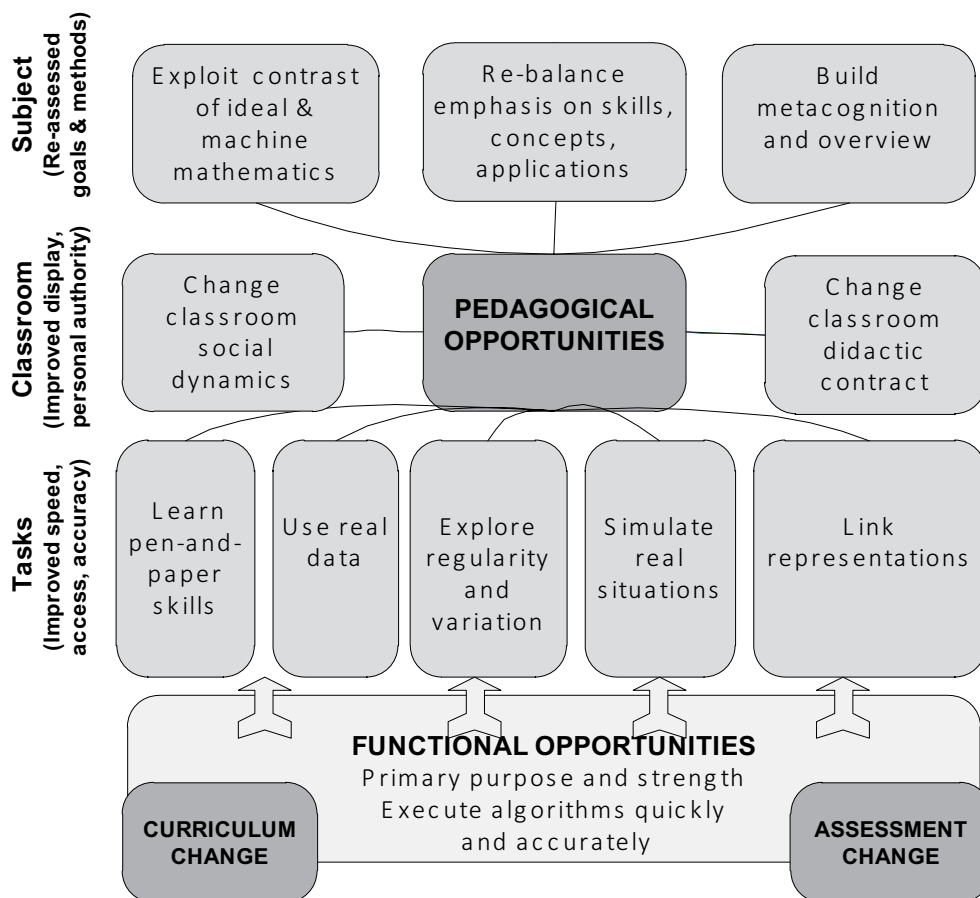 Subject
(Re-assessed
goals & methods)
Exploit contrast
of ideal &
machine
mathematics
Re-balance
emphasis on skills,
concepts,
applications
Build
metacognition
and overview
Classroom
(Improved display,
personal authority)
Change
classroom
social
dynamics
PEDAGOGICAL
OPPORTUNITIES
Change
classroom
didactic
contract
Tasks
(Improved speed,
access, accuracy)
Learn
pen-and-
paper
skills
Use real
data
Explore
regularity
and
variation
Simulate
real
situations
Link
representations
FUNCTIONAL OPPORTUNITIES
Primary purpose and strength
Execute algorithms quickly
and accurately
CURRICULUM
CHANGE
ASSESSMENT
CHANGE